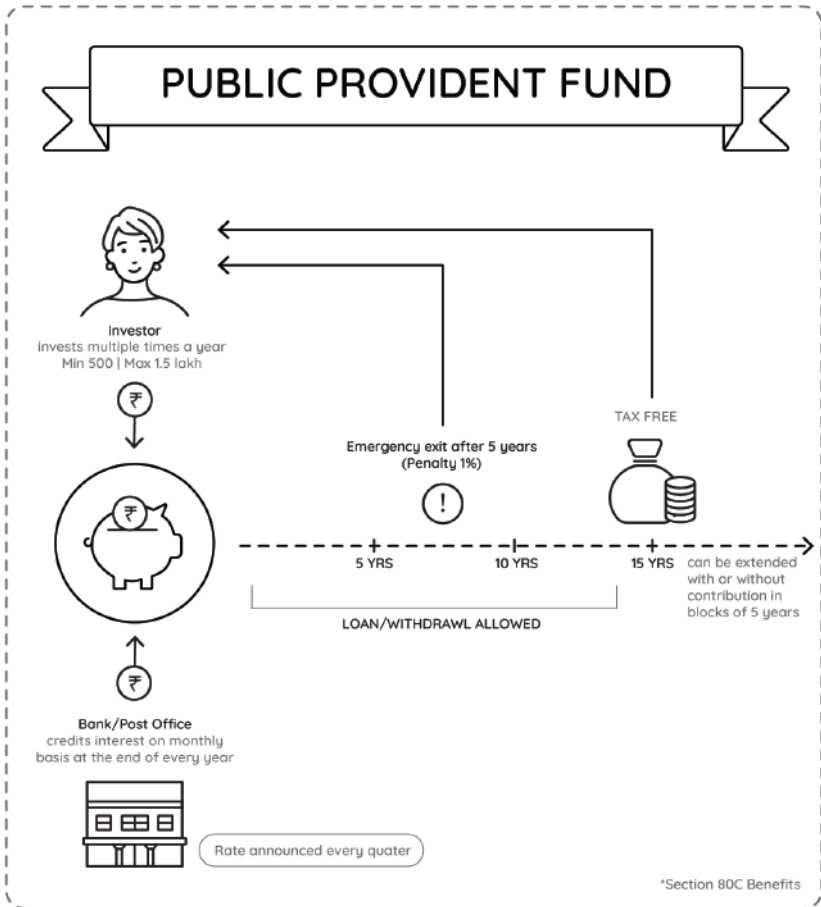 PUBLIC PROVIDENT FUND
Investor
invests multiple times a year
Min 500 | Max 1.5 lakh
₹
₹
TAX FREE
Emergency exit after 5 years
(Penalty 1%)
!
5 YRS
10 YRS
15 YRS
can be extended
with or without
contribution in
blocks of 5 years
LOAN/WITHDRAWL ALLOWED
₹
Bank/Post Office
credits interest on monthly
basis at the end of every year
Rate announced every quater
*Section 80C Benefits